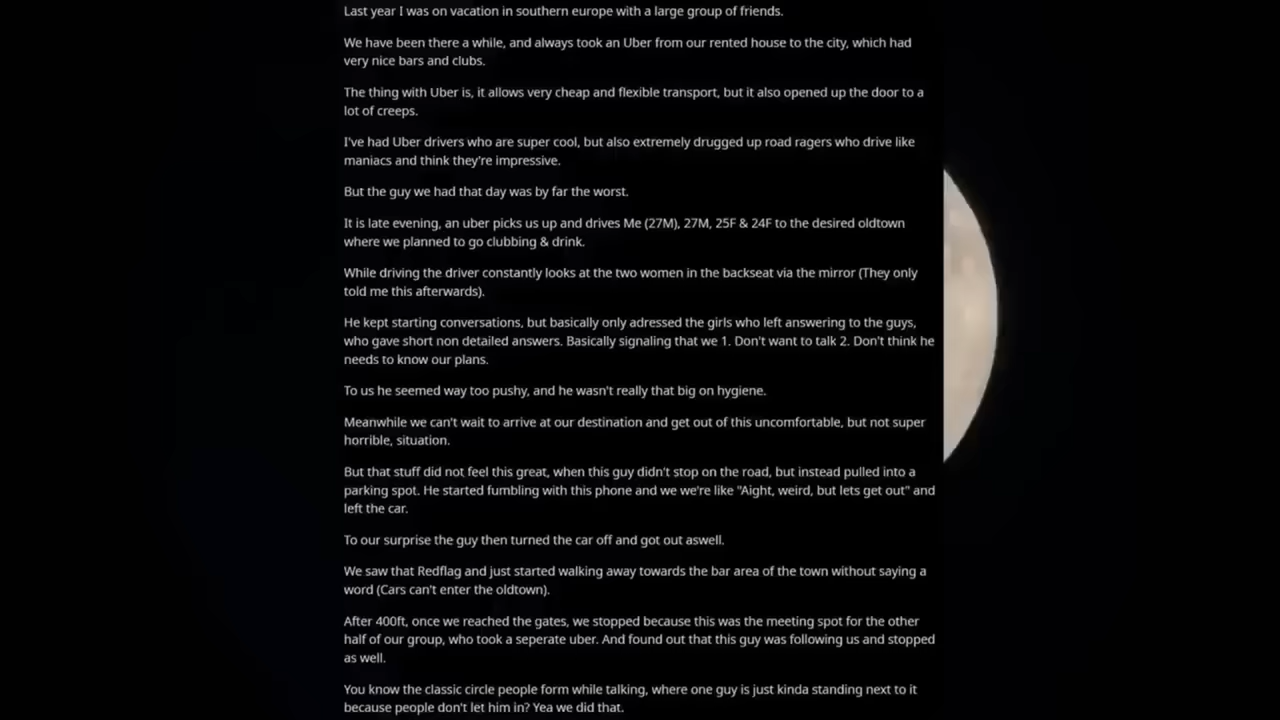 Last year I was on vacation in southern europe with a large group of friends.
We have been there a while, and always took an Uber from our rented house to the city, which had
very nice bars and clubs.
The thing with Uber is, it allows very cheap and flexible transport, but it also opened up the door to a
lot of creeps.
I've had Uber drivers who are super cool, but also extremely drugged up road ragers who drive like
maniacs and think they're impressive.
But the guy we had that day was by far the worst.
It is late evening, an uber picks us up and drives Me (27M), 27M, 25F & 24F to the desired oldtown
where we planned to go clubbing & drink.
While driving the driver constantly looks at the two women in the backseat via the mirror (They only
told me this afterwards).
He kept starting conversations, but basically only adressed the girls who left answering to the guys,
who gave short non detailed answers. Basically signaling that we 1. Don't want to talk 2. Don't think he
needs to know our plans.
To us he seemed way too pushy, and he wasn't really that big on hygiene.
Meanwhile we can't wait to arrive at our destination and get out of this uncomfortable, but not super
horrible, situation.
But that stuff did not feel this great, when this guy didn't stop on the road, but instead pulled into a
parking spot. He started fumbling with this phone and we we're like "Aight, weird, but lets get out" and
left the car.
To our surprise the guy then turned the car off and got out aswell.
We saw that Redflag and just started walking away towards the bar area of the town without saying a
word (Cars can't enter the oldtown).
After 400ft, once we reached the gates, we stopped because this was the meeting spot for the other
half of our group, who took a seperate uber. And found out that this guy was following us and stopped
as well.
You know the classic circle people form while talking, where one guy is just kinda standing next to it
because people don't let him in? Yea we did that.